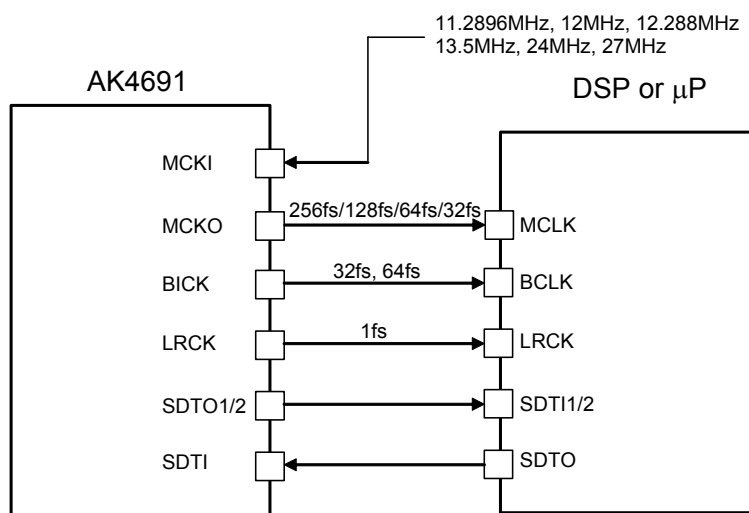 11.2896MHz, 12MHz, 12.288MHz
13.5MHz, 24MHz, 27MHz
AK4691
DSP or μP
MCKI
MCKO
256fs/128fs/64fs/32fs
MCLK
BICK
32fs, 64fs
BCLK
LRCK
1fs
LRCK
SDTO1/2
SDTI1/2
SDTI
SDTO